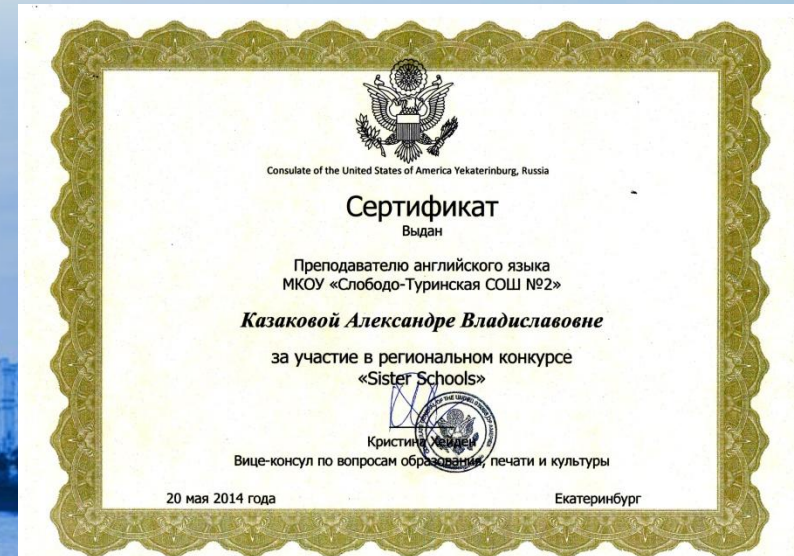 Consulate of the United States of America Yekaterinburg, Russia
Сертификат
Выдан
Преподавателю английского языка
МКОУ «Слободо-Туринская СОШ №2»
Казаковой Александре Владиславовне
за участие в региональном конкурсе
«Sister Schools»
Кристина Хейден
Вице-консул по вопросам образования, печати и культуры
20 мая 2014 года
Екатеринбург